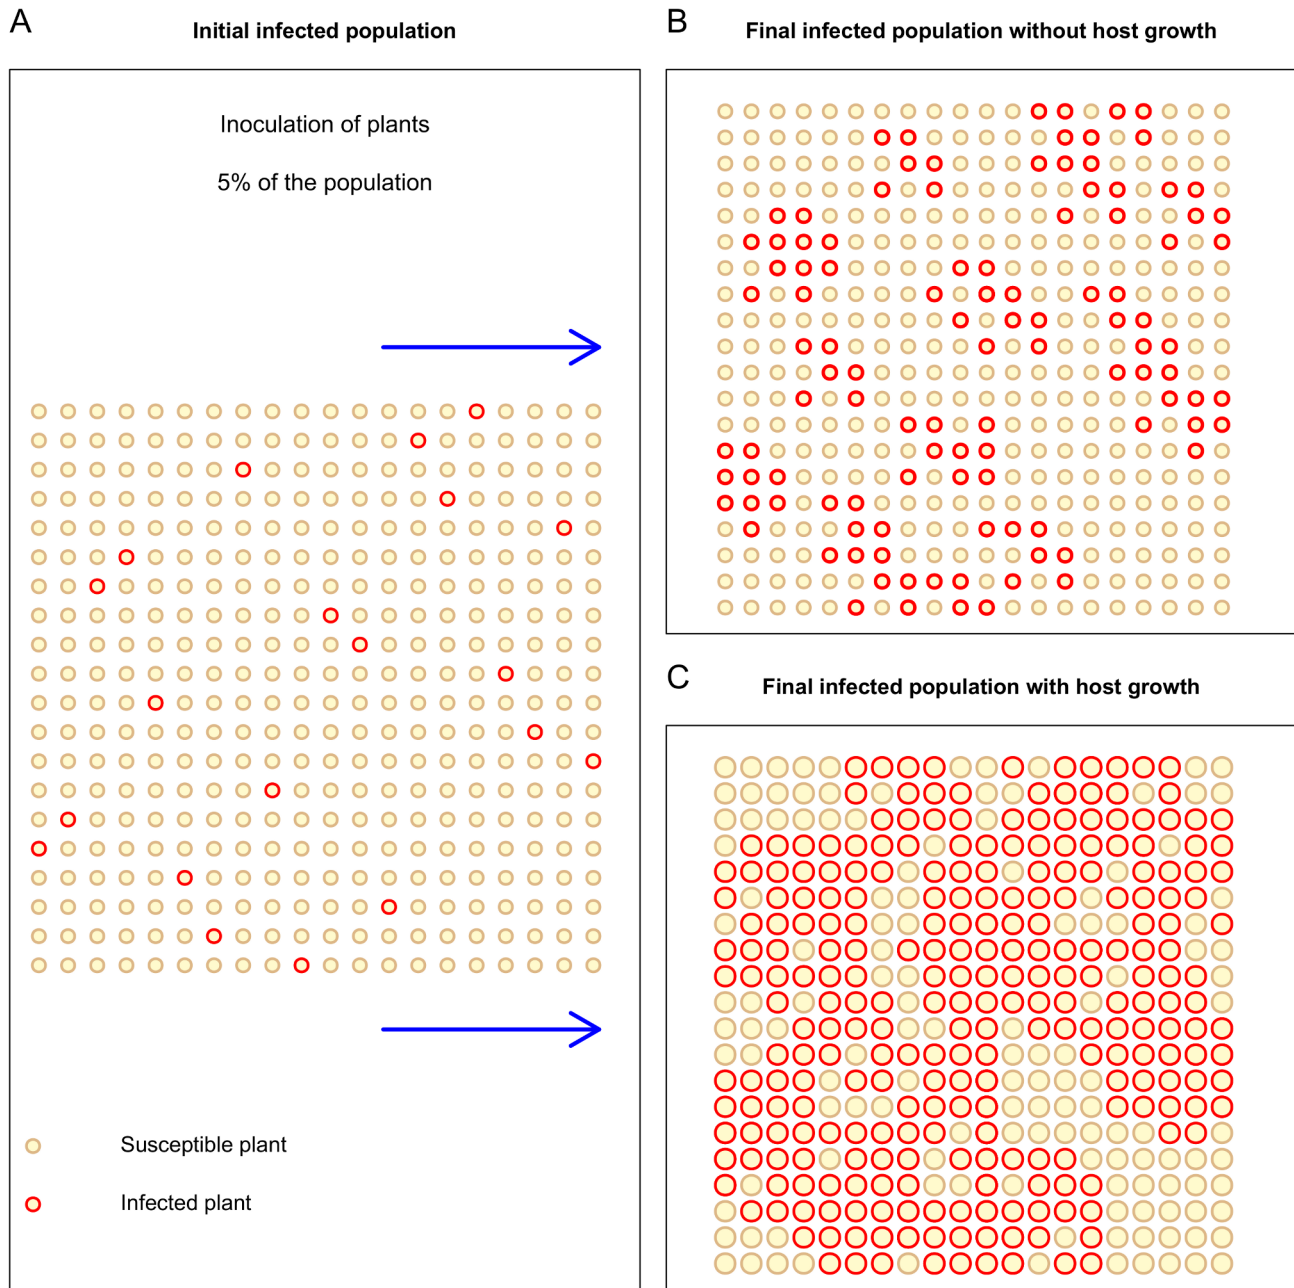 A
Initial infected population
Inoculation of plants
5% of the population
Susceptible plant
Infected plant
B
Final infected population without host growth
C
Final infected population with host growth